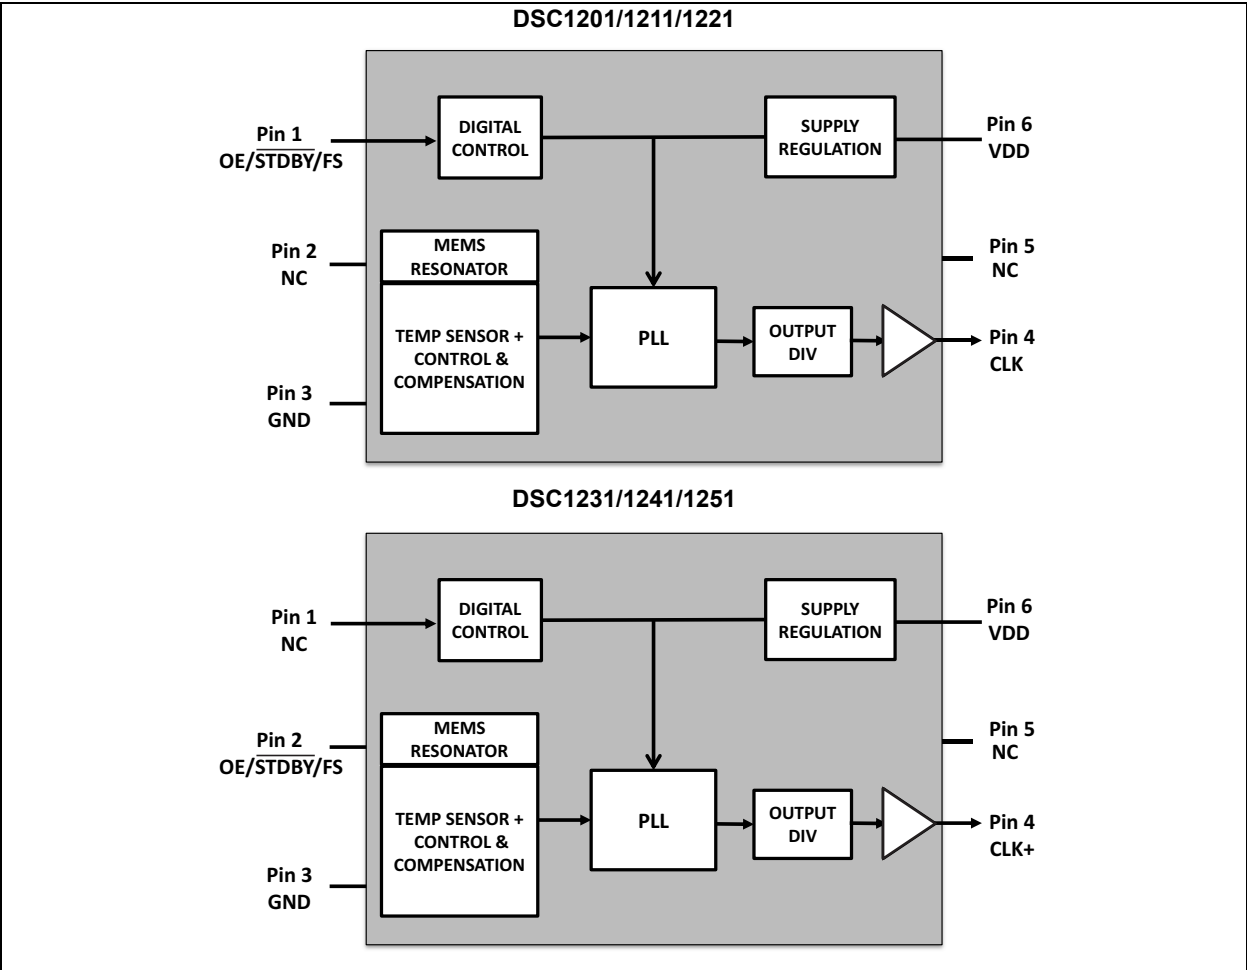 DSC1201/1211/1221
Pin 1
OE/STDBY/FS
DIGITAL
CONTROL
SUPPLY
REGULATION
Pin 6
VDD
Pin 2
NC
MEMS
RESONATOR
Pin 5
NC
TEMP SENSOR +
CONTROL &
COMPENSATION
PLL
OUTPUT
DIV
Pin 4
CLK
Pin 3
GND
DSC1231/1241/1251
Pin 1
NC
DIGITAL
CONTROL
SUPPLY
REGULATION
Pin 6
VDD
Pin 2
OE/STDBY/FS
MEMS
RESONATOR
Pin 5
NC
TEMP SENSOR +
CONTROL &
COMPENSATION
PLL
OUTPUT
DIV
Pin 4
CLK+
Pin 3
GND